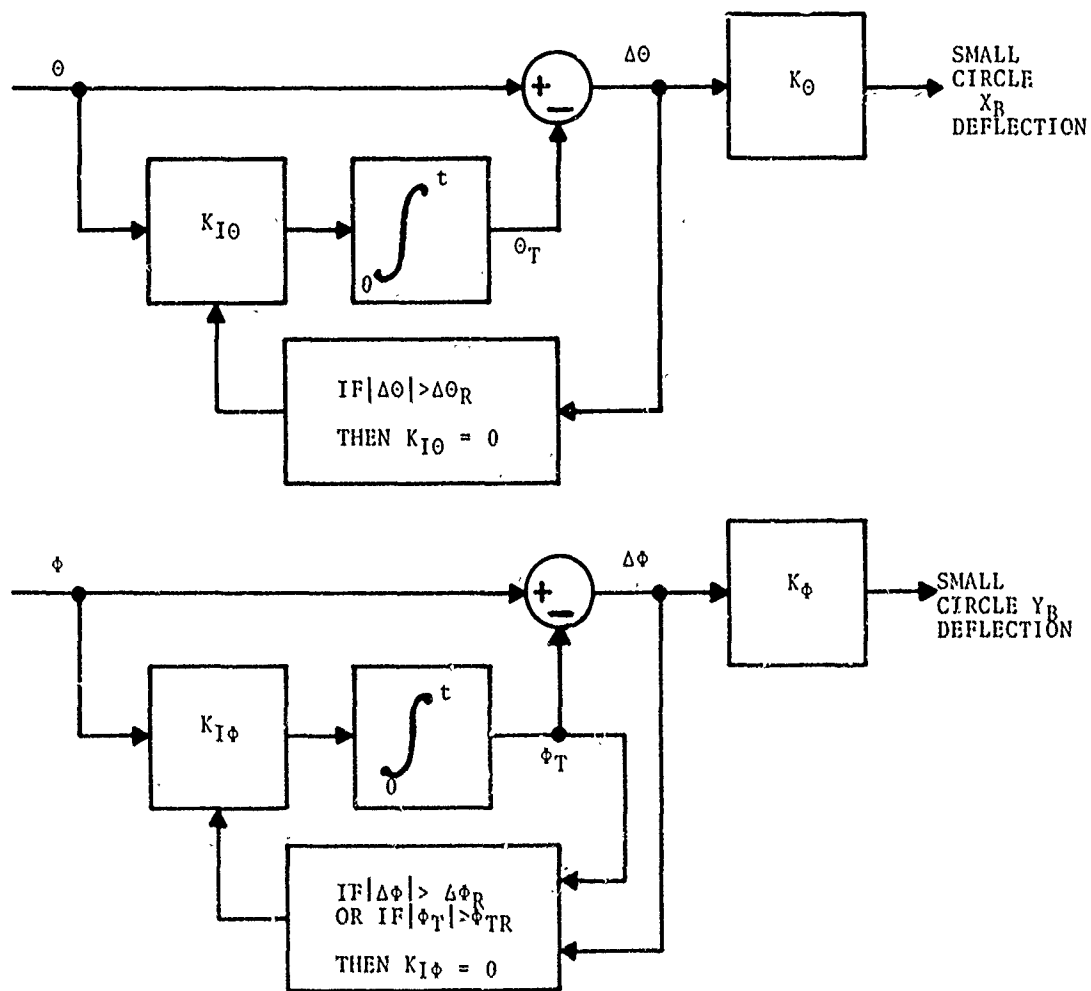 Θ
+
−
ΔΘ
K_Θ
SMALL
CIRCLE
X_B
DEFLECTION
K_IΘ
∫
t
0
Θ_T
IF|ΔΘ|>ΔΘ_R
THEN K_IΘ = 0
Φ
+
−
ΔΦ
K_Φ
SMALL
CIRCLE Y_B
DEFLECTION
K_IΦ
∫
t
0
Φ_T
IF|ΔΦ|> ΔΦ_R
OR IF|Φ_T|>Φ_TR
THEN K_IΦ = 0